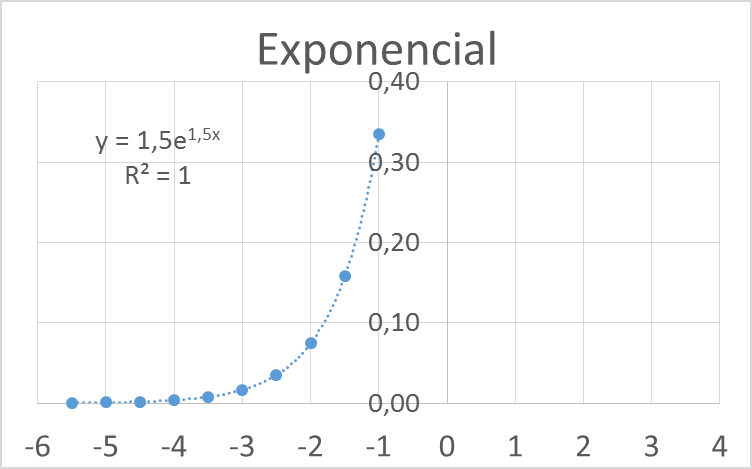 Exponencial
y = 1,5e^1,5x
R² = 1
0,40
0,30
0,20
0,10
0,00
-6 -5 -4 -3 -2 -1 0 1 2 3 4